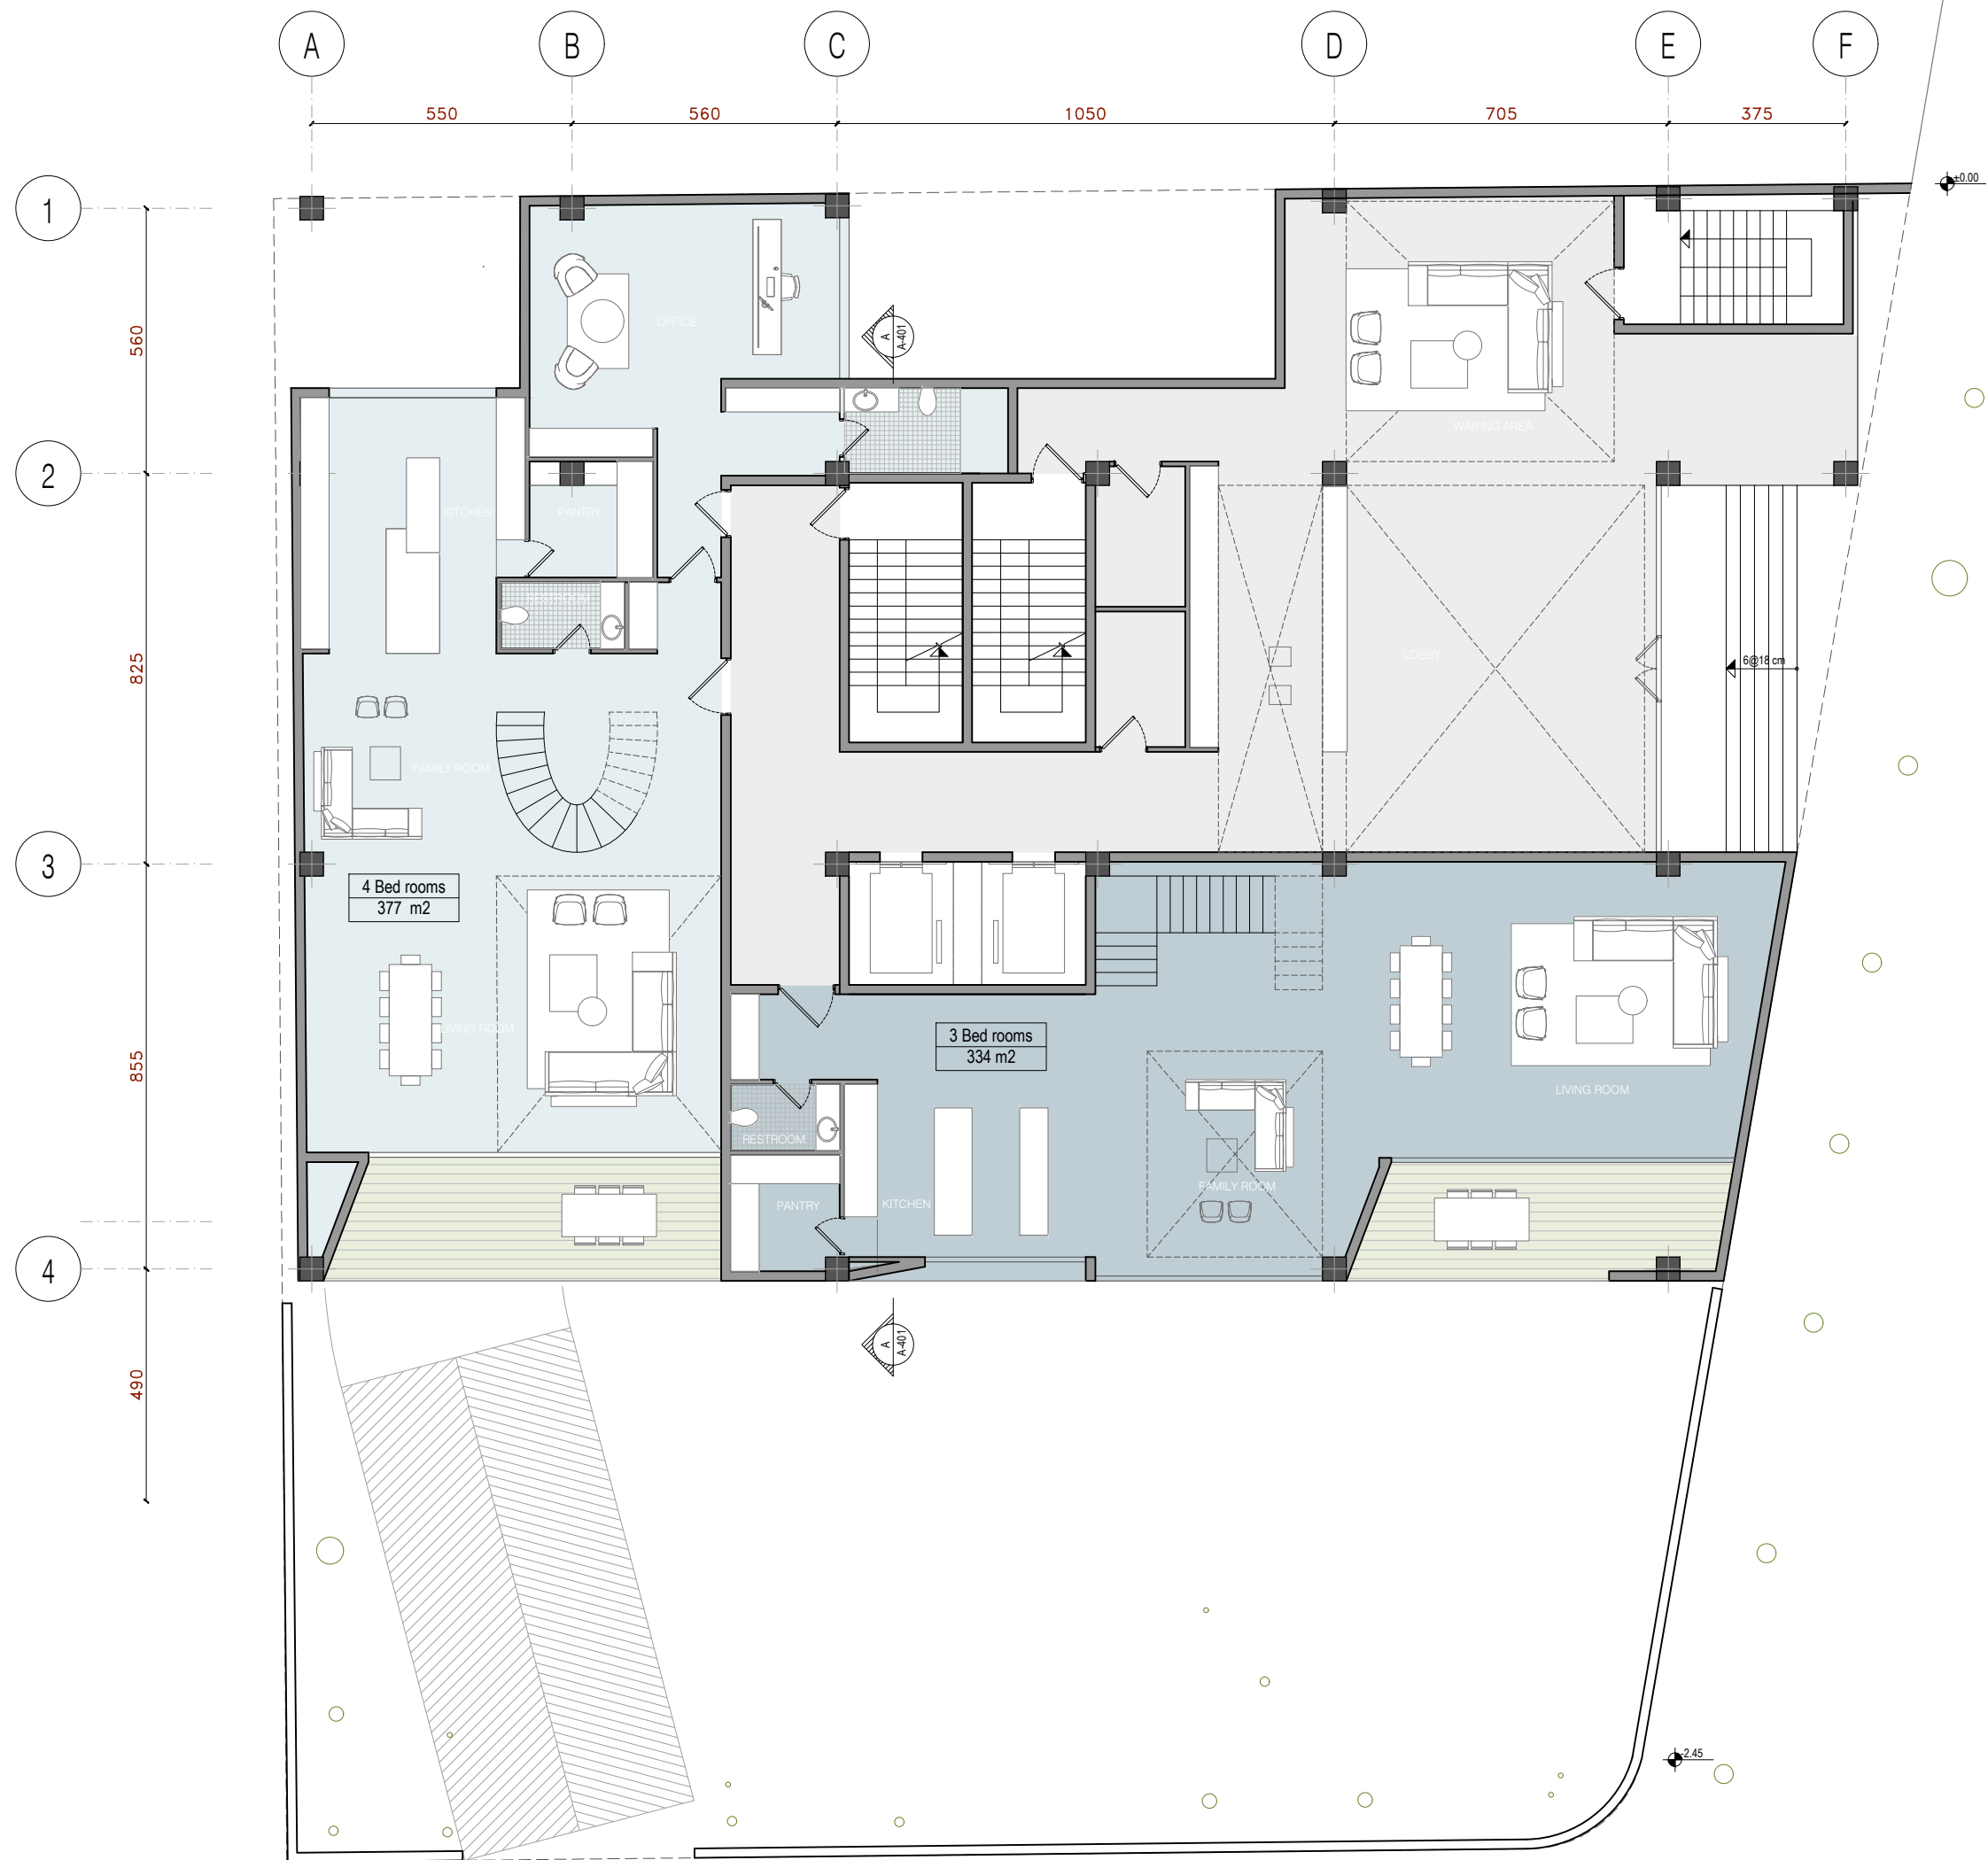 A B C D E F
550 560 1050 705 375
1
±0.00
560
OFFICE
A
A-401
WAITING AREA
2
KITCHEN
PANTRY
RESTROOM
825
LOBBY
6@18 cm
FAMILY ROOM
3
4 Bed rooms
377 m2
LIVING ROOM
3 Bed rooms
334 m2
855
LIVING ROOM
RESTROOM
FAMILY ROOM
PANTRY
KITCHEN
4
A
A-401
490
-2.45